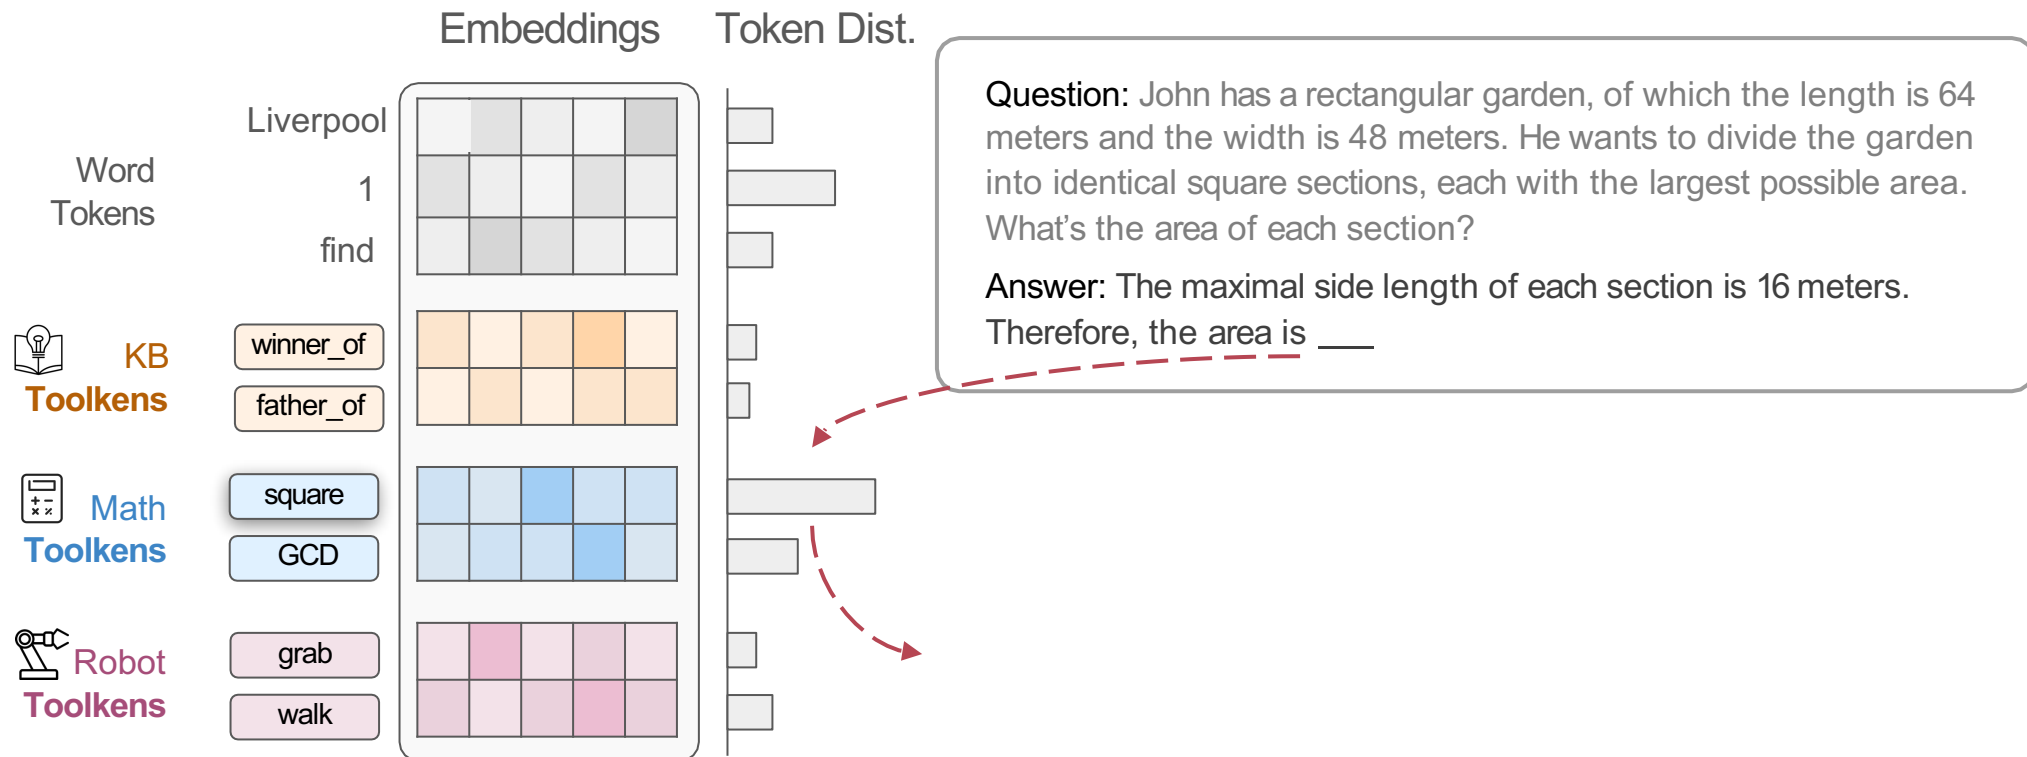 Embeddings
Token Dist.
Liverpool
Word
Tokens
1
find
KB
Toolkens
winner_of
father_of
Math
Toolkens
square
GCD
Robot
Toolkens
grab
walk
Question: John has a rectangular garden, of which the length is 64
meters and the width is 48 meters. He wants to divide the garden
into identical square sections, each with the largest possible area.
What's the area of each section?
Answer: The maximal side length of each section is 16 meters.
Therefore, the area is ___